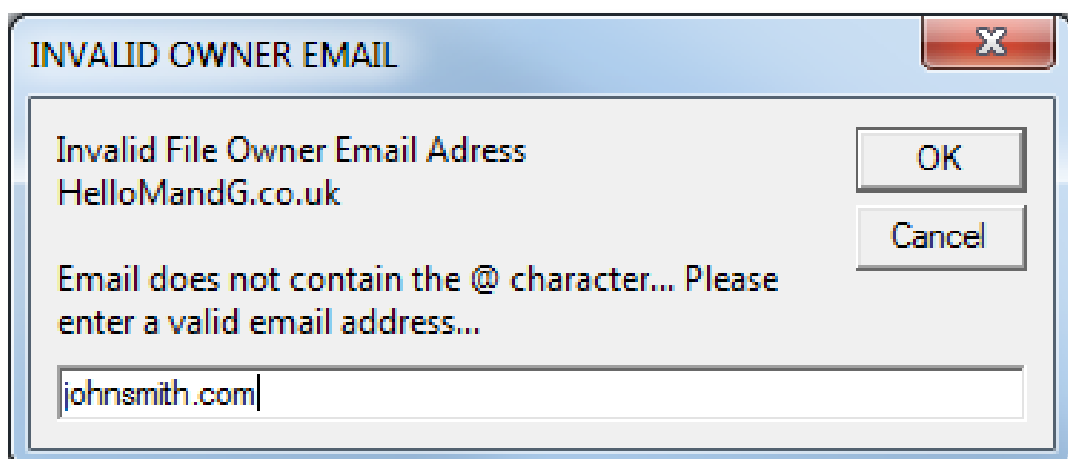 INVALID OWNER EMAIL
Invalid File Owner Email Adress
HelloMandG.co.uk
OK
Cancel
Email does not contain the @ character... Please
enter a valid email address...
johnsmith.com